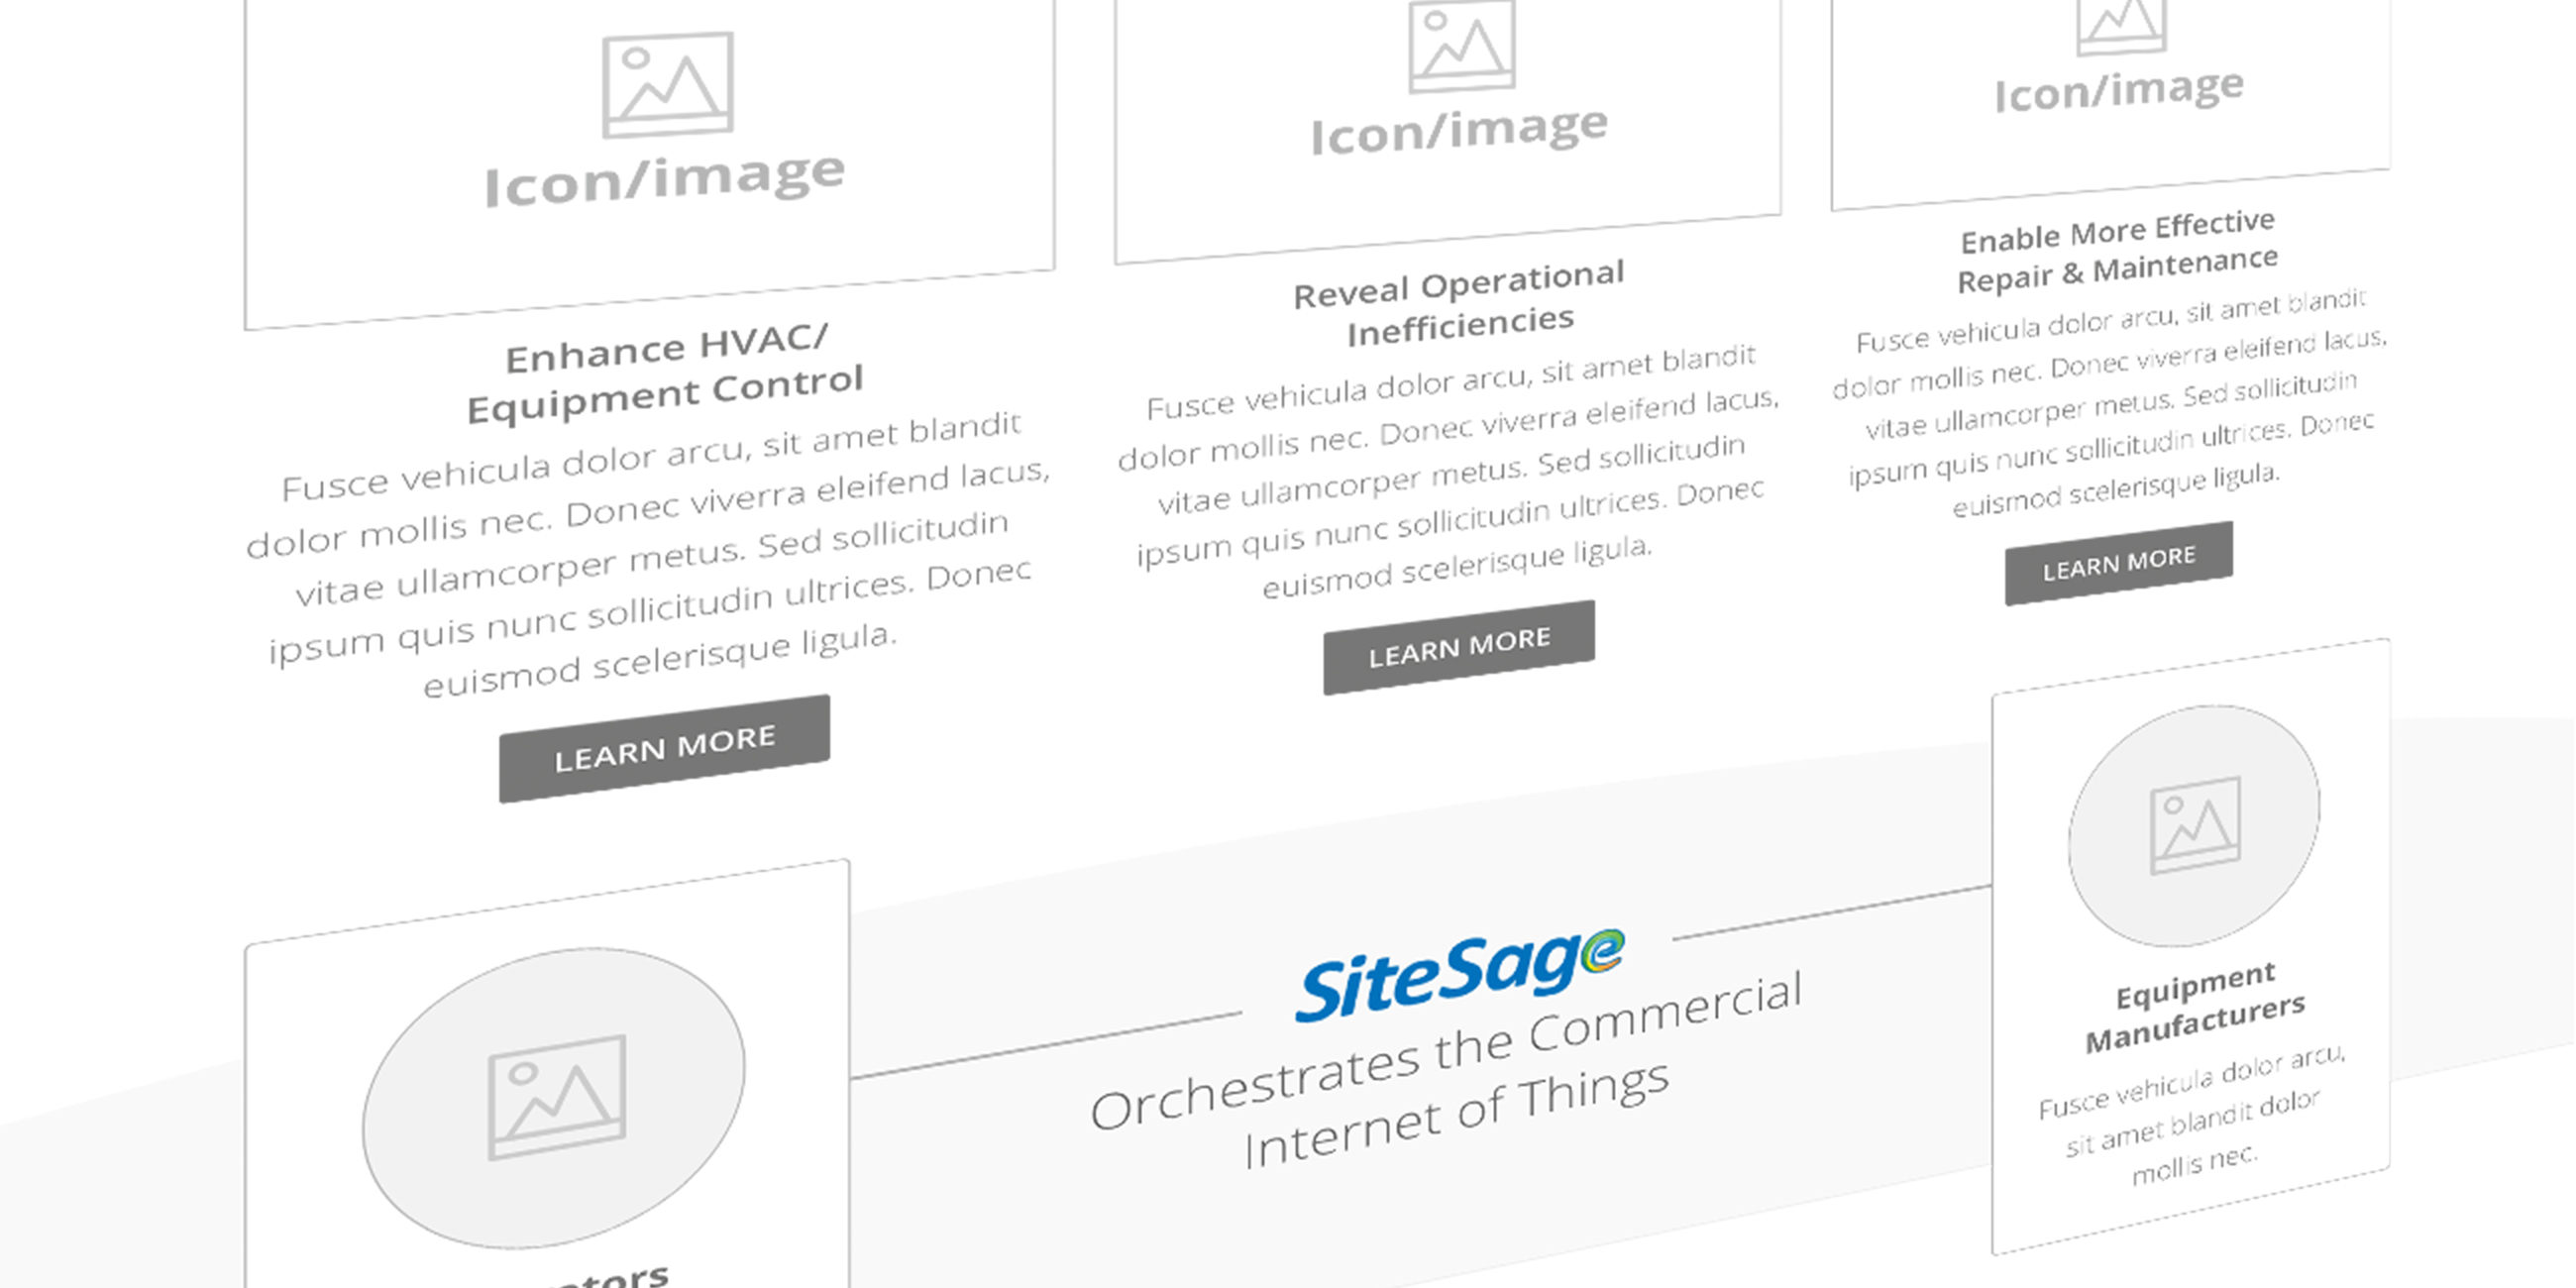 Icon/image
Enhance HVAC/
Equipment Control
Fusce vehicula dolor arcu, sit amet blandit
dolor mollis nec. Donec viverra eleifend lacus,
vitae ullamcorper metus. Sed sollicitudin
ipsum quis nunc sollicitudin ultrices. Donec
euismod scelerisque ligula.
LEARN MORE
Icon/image
Reveal Operational
Inefficiencies
Fusce vehicula dolor arcu, sit amet blandit
dolor mollis nec. Donec viverra eleifend lacus,
vitae ullamcorper metus. Sed sollicitudin
ipsum quis nunc sollicitudin ultrices. Donec
euismod scelerisque ligula.
LEARN MORE
Icon/image
Enable More Effective
Repair & Maintenance
Fusce vehicula dolor arcu, sit amet blandit
dolor mollis nec. Donec viverra eleifend lacus,
vitae ullamcorper metus. Sed sollicitudin
ipsum quis nunc sollicitudin ultrices. Donec
euismod scelerisque ligula.
LEARN MORE
SiteSage
Orchestrates the Commercial
Internet of Things
Equipment
Manufacturers
Fusce vehicula dolor arcu,
sit amet blandit dolor
mollis nec.